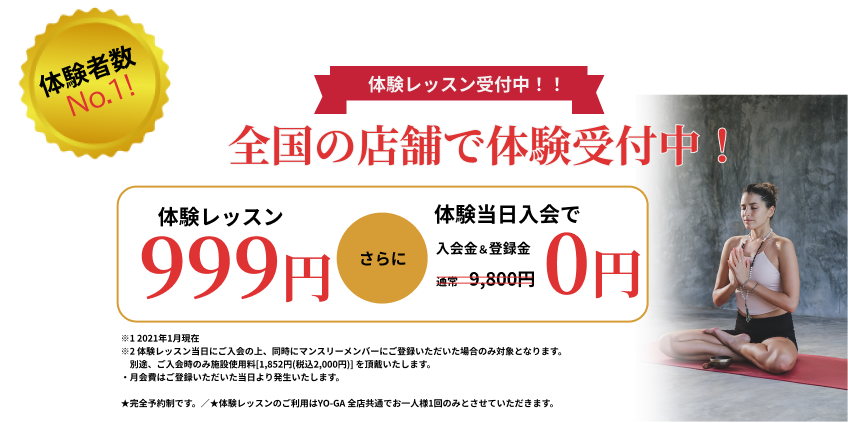 体験者数
No.1!
体験レッスン受付中！！
全国の店舗で体験受付中！
体験レッスン
999円
さらに
体験当日入会で
入会金&登録金
通常 9,800円
0円
※1 2021年1月現在
※2 体験レッスン当日にご入会の上、同時にマンスリーメンバーにご登録いただいた場合のみ対象となります。
別途、ご入会時のみ施設使用料[1,852円(税込2,000円)] を頂戴いたします。
・月会費はご登録いただいた当日より発生いたします。
★完全予約制です。／★体験レッスンのご利用はYO-GA 全店共通でお一人様1回のみとさせていただきます。